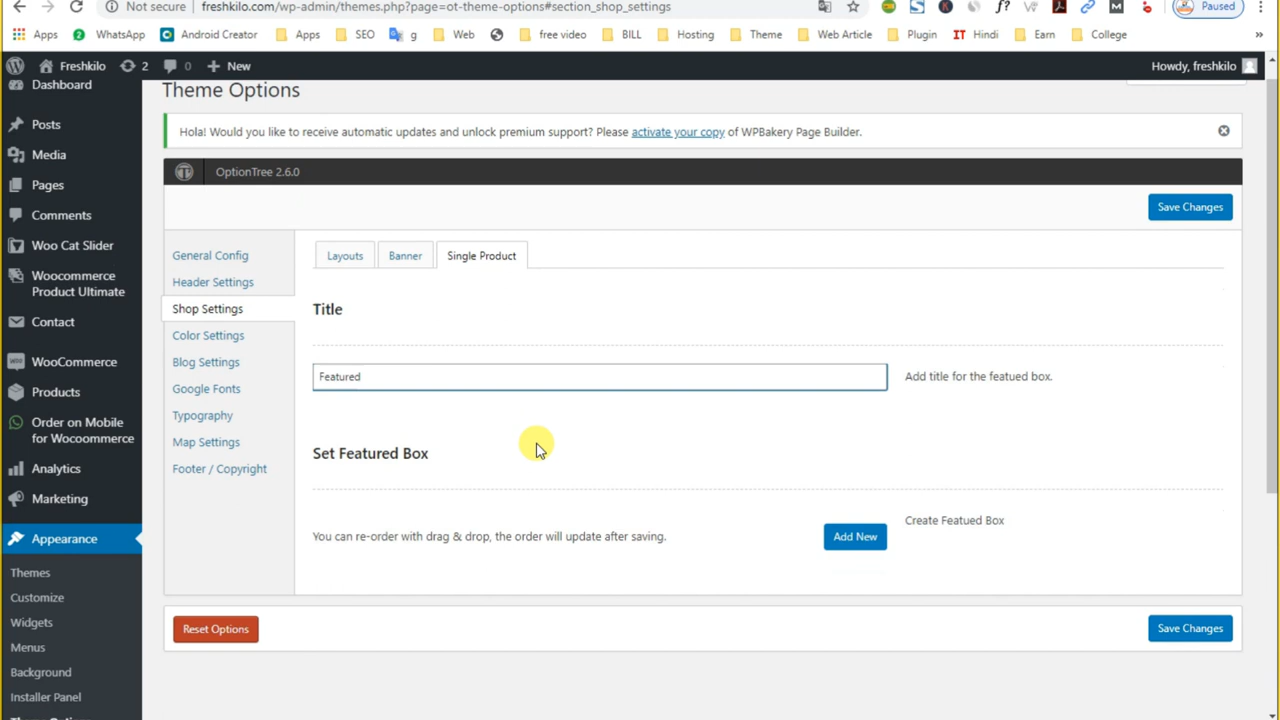 Not secure freshkilo.com/wp-admin/themes.php?page=ot-theme-options#section_shop_settings Paused
Apps 2 WhatsApp Android Creator Apps SEO g Web free video BILL Hosting Theme Web Article Plugin IT Hindi Earn College »
Freshkilo 2 0 New Howdy, freshkilo
Dashboard
Posts
Media
Pages
Comments
Woo Cat Slider
Woocommerce
Product Ultimate
Contact
WooCommerce
Products
Order on Mobile
for Wocoommerce
Analytics
Marketing
Appearance
Themes
Customize
Widgets
Menus
Background
Installer Panel
Theme Options
Theme Options
Hola! Would you like to receive automatic updates and unlock premium support? Please activate your copy of WPBakery Page Builder.
OptionTree 2.6.0
Save Changes
General Config
Header Settings
Shop Settings
Color Settings
Blog Settings
Google Fonts
Typography
Map Settings
Footer / Copyright
Layouts Banner Single Product
Title
Featured Add title for the featued box.
Set Featured Box
Create Featued Box
You can re-order with drag & drop, the order will update after saving. Add New
Reset Options Save Changes